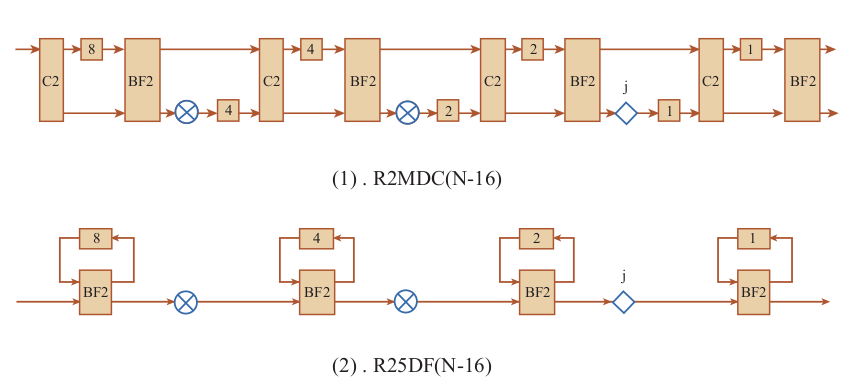 8 4 2 1
C2 BF2 C2 BF2 C2 BF2 j C2 BF2
4 2 1
(1) . R2MDC(N-16)
8 4 2 1
BF2 BF2 BF2 j BF2
(2) . R25DF(N-16)